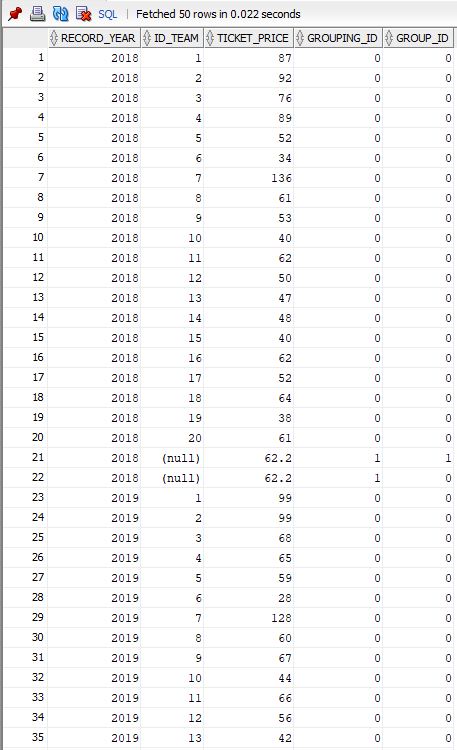 SQL | Fetched 50 rows in 0.022 seconds
RECORD_YEAR ID_TEAM TICKET_PRICE GROUPING_ID GROUP_ID
1 2018 1 87 0 0
2 2018 2 92 0 0
3 2018 3 76 0 0
4 2018 4 89 0 0
5 2018 5 52 0 0
6 2018 6 34 0 0
7 2018 7 136 0 0
8 2018 8 61 0 0
9 2018 9 53 0 0
10 2018 10 40 0 0
11 2018 11 62 0 0
12 2018 12 50 0 0
13 2018 13 47 0 0
14 2018 14 48 0 0
15 2018 15 40 0 0
16 2018 16 62 0 0
17 2018 17 52 0 0
18 2018 18 64 0 0
19 2018 19 38 0 0
20 2018 20 61 0 0
21 2018 (null) 62.2 1 1
22 2018 (null) 62.2 1 0
23 2019 1 99 0 0
24 2019 2 99 0 0
25 2019 3 68 0 0
26 2019 4 65 0 0
27 2019 5 59 0 0
28 2019 6 28 0 0
29 2019 7 128 0 0
30 2019 8 60 0 0
31 2019 9 67 0 0
32 2019 10 44 0 0
33 2019 11 66 0 0
34 2019 12 56 0 0
35 2019 13 42 0 0